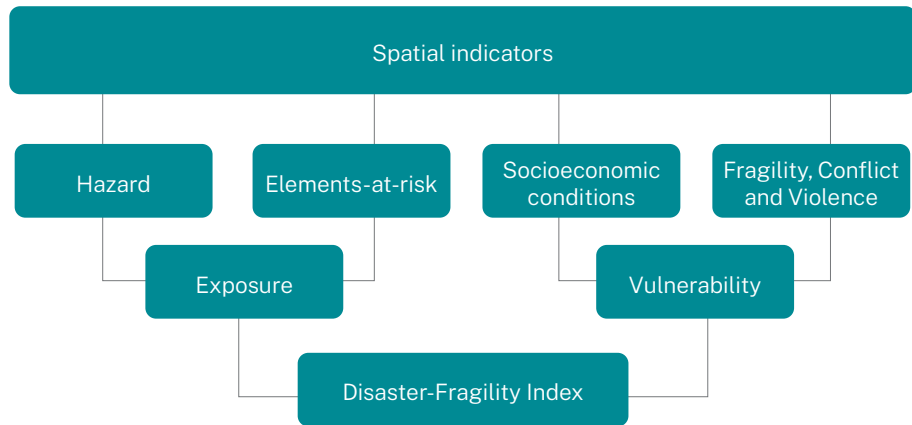 Spatial indicators
Hazard
Elements-at-risk
Socioeconomic
conditions
Fragility, Conflict
and Violence
Exposure
Vulnerability
Disaster-Fragility Index